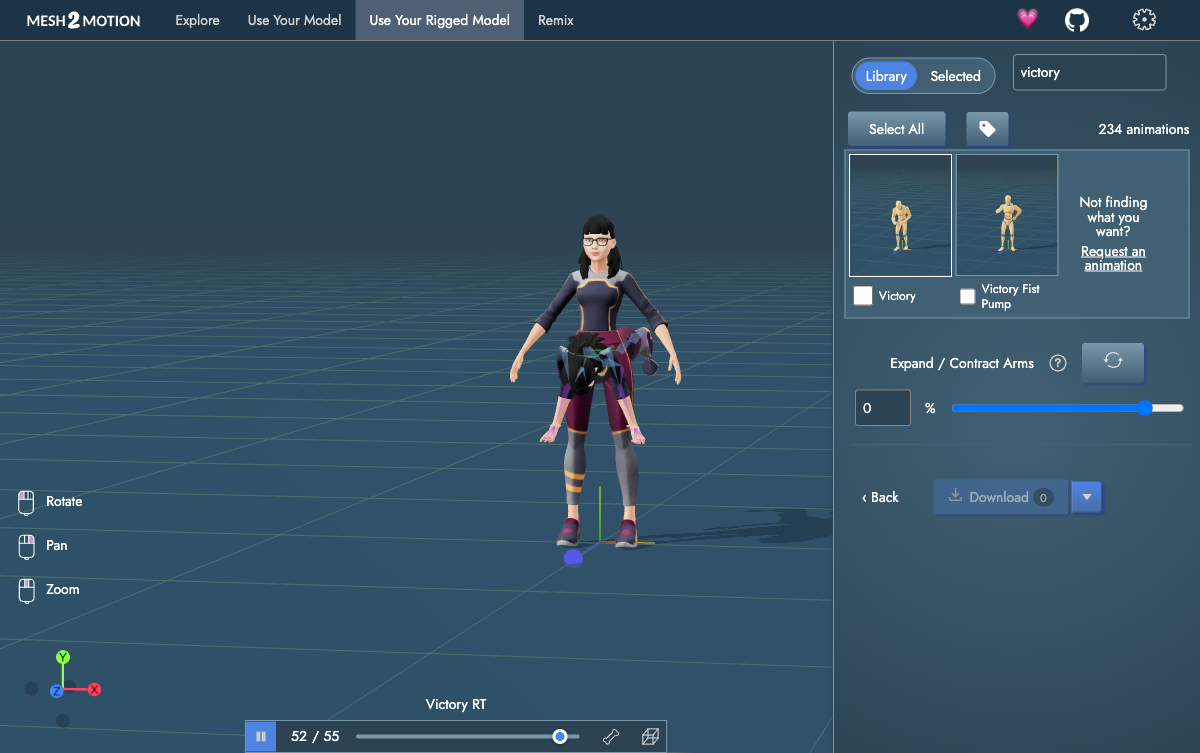 MESH2MOTION
Explore
Use Your Model
Use Your Rigged Model
Remix
Library
Selected
victory
Select All
234 animations
Not finding
what you
want?
Request an
animation
Victory
Victory Fist
Pump
Expand / Contract Arms
?
0
%
‹ Back
Download 0
Rotate
Pan
Zoom
Y
Z
X
Victory RT
52 / 55